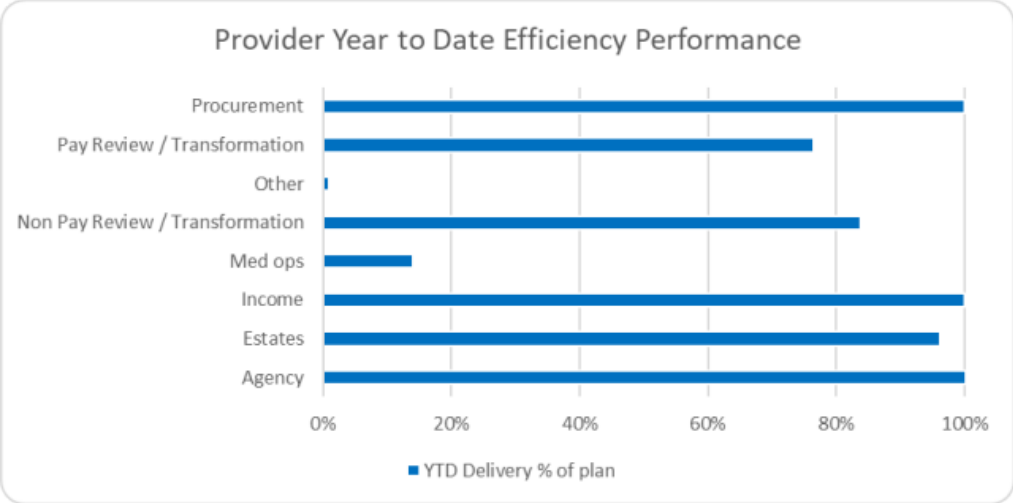 Provider Year to Date Efficiency Performance
Procurement
Pay Review / Transformation
Other
Non Pay Review / Transformation
Med ops
Income
Estates
Agency
0% 20% 40% 60% 80% 100%
YTD Delivery % of plan